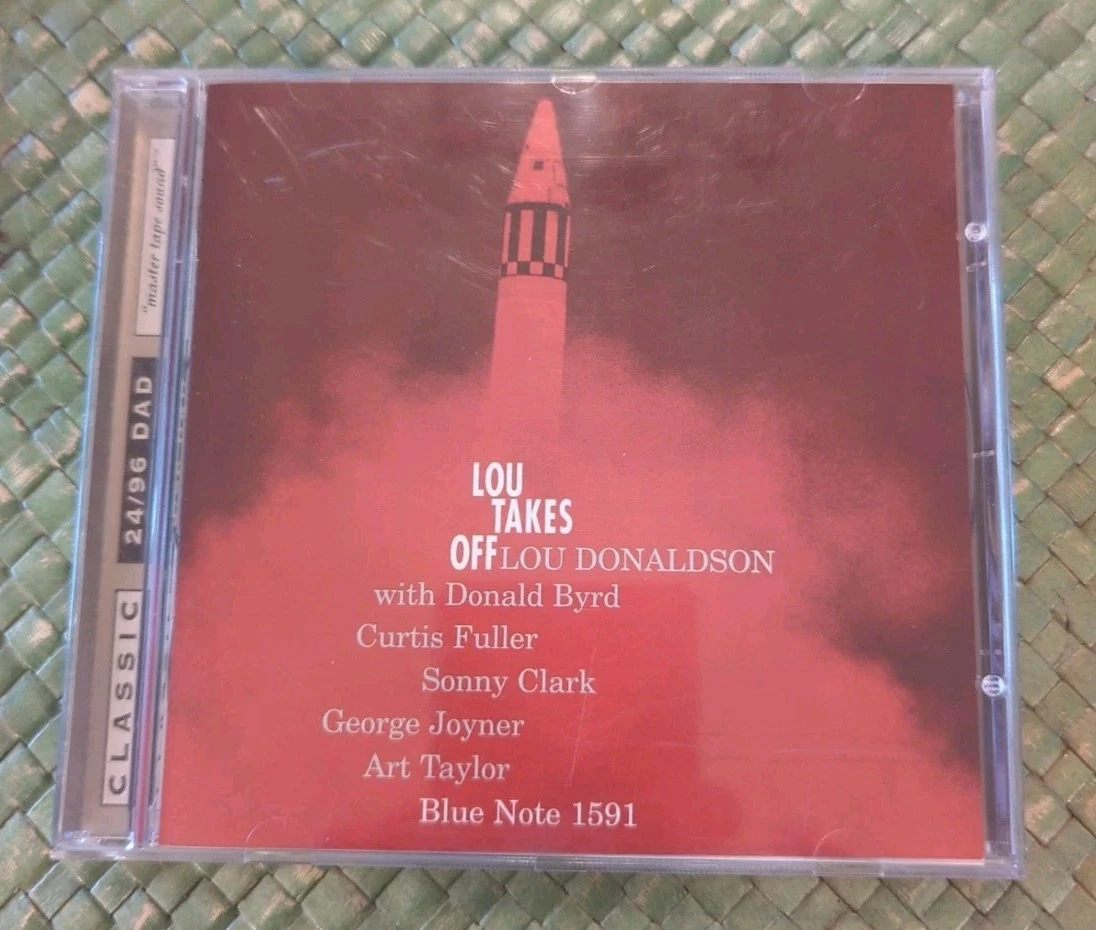 LOU
TAKES
OFF LOU DONALDSON
with Donald Byrd
Curtis Fuller
Sonny Clark
George Joyner
Art Taylor
Blue Note 1591
CLASSIC
24/96 DAD
"master tape sound"